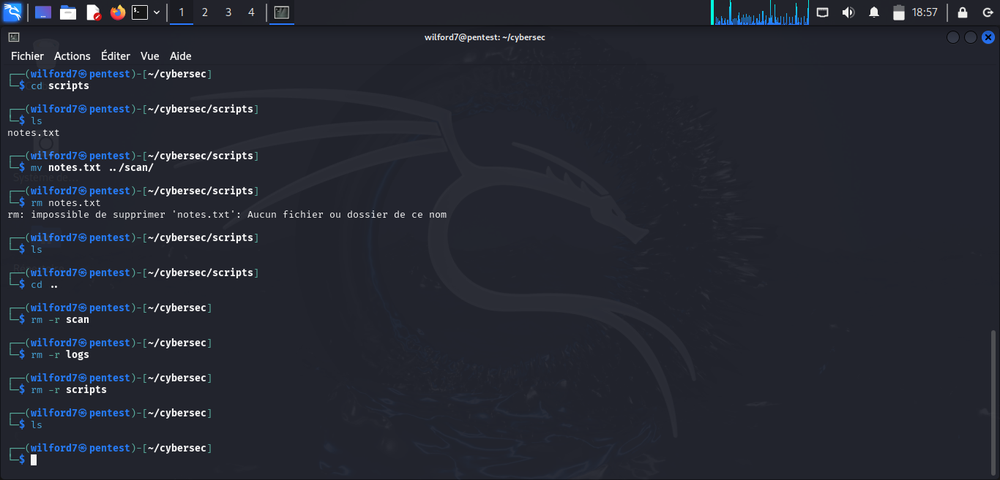 1 2 3 4 18:57
wilford7@pentest: ~/cybersec
Fichier Actions Éditer Vue Aide
┌──(wilford7㉿pentest)-[~/cybersec]
└─$ cd scripts
┌──(wilford7㉿pentest)-[~/cybersec/scripts]
└─$ ls
notes.txt
┌──(wilford7㉿pentest)-[~/cybersec/scripts]
└─$ mv notes.txt ../scan/
Système de...
┌──(wilford7㉿pentest)-[~/cybersec/scripts]
└─$ rm notes.txt
rm: impossible de supprimer 'notes.txt': Aucun fichier ou dossier de ce nom
┌──(wilford7㉿pentest)-[~/cybersec/scripts]
└─$ ls
┌──(wilford7㉿pentest)-[~/cybersec/scripts]
└─$ cd ..
┌──(wilford7㉿pentest)-[~/cybersec]
└─$ rm -r scan
┌──(wilford7㉿pentest)-[~/cybersec]
└─$ rm -r logs
┌──(wilford7㉿pentest)-[~/cybersec]
└─$ rm -r scripts
┌──(wilford7㉿pentest)-[~/cybersec]
└─$ ls
┌──(wilford7㉿pentest)-[~/cybersec]
└─$